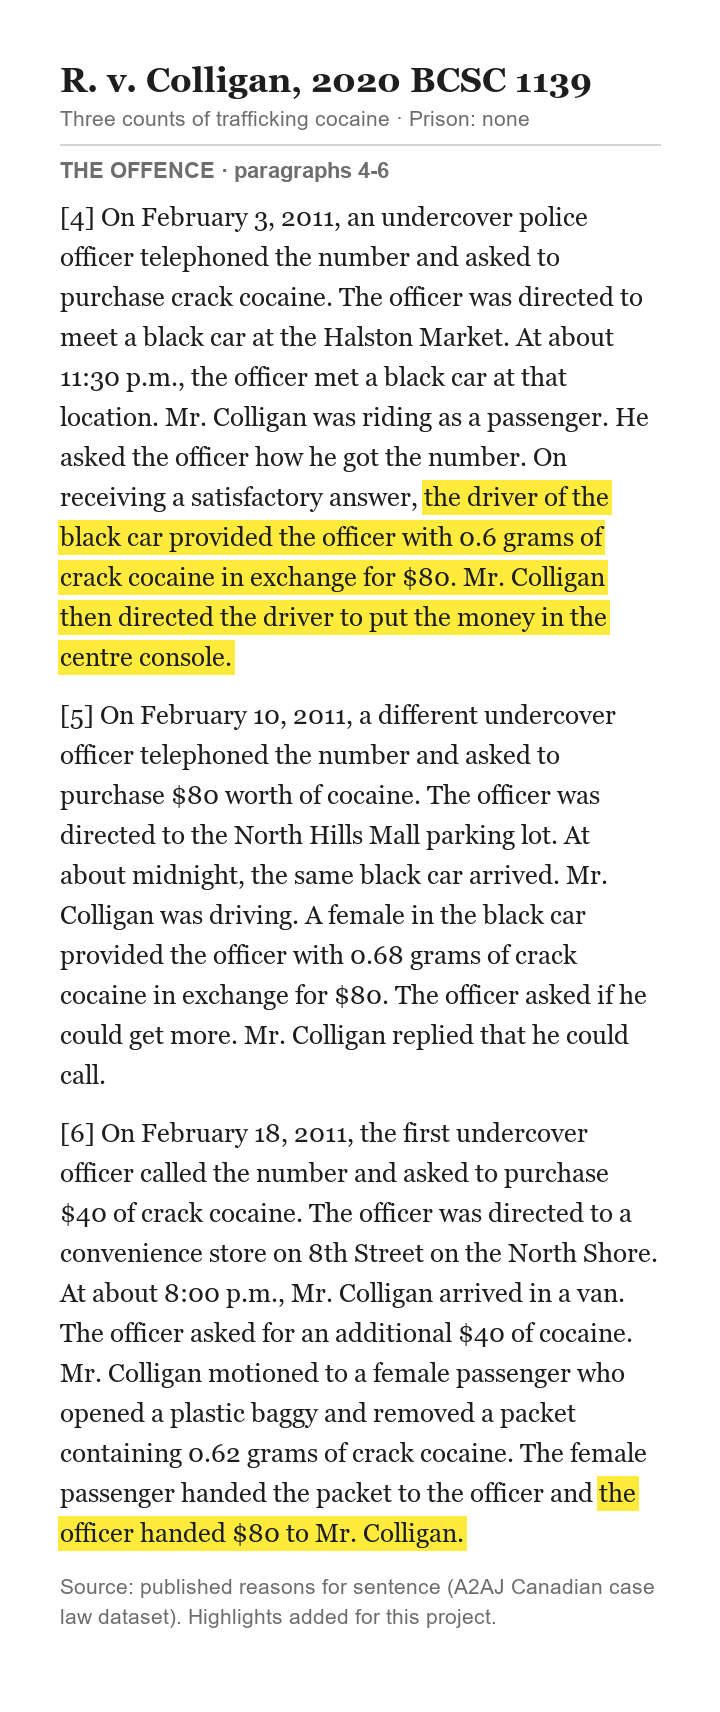 R. v. Colligan, 2020 BCSC 1139
Three counts of trafficking cocaine · Prison: none
THE OFFENCE · paragraphs 4-6
[4] On February 3, 2011, an undercover police
officer telephoned the number and asked to
purchase crack cocaine. The officer was directed to
meet a black car at the Halston Market. At about
11:30 p.m., the officer met a black car at that
location. Mr. Colligan was riding as a passenger. He
asked the officer how he got the number. On
receiving a satisfactory answer, the driver of the
black car provided the officer with 0.6 grams of
crack cocaine in exchange for $80. Mr. Colligan
then directed the driver to put the money in the
centre console.
[5] On February 10, 2011, a different undercover
officer telephoned the number and asked to
purchase $80 worth of cocaine. The officer was
directed to the North Hills Mall parking lot. At
about midnight, the same black car arrived. Mr.
Colligan was driving. A female in the black car
provided the officer with 0.68 grams of crack
cocaine in exchange for $80. The officer asked if he
could get more. Mr. Colligan replied that he could
call.
[6] On February 18, 2011, the first undercover
officer called the number and asked to purchase
$40 of crack cocaine. The officer was directed to a
convenience store on 8th Street on the North Shore.
At about 8:00 p.m., Mr. Colligan arrived in a van.
The officer asked for an additional $40 of cocaine.
Mr. Colligan motioned to a female passenger who
opened a plastic baggy and removed a packet
containing 0.62 grams of crack cocaine. The female
passenger handed the packet to the officer and the
officer handed $80 to Mr. Colligan.
Source: published reasons for sentence (A2AJ Canadian case
law dataset). Highlights added for this project.